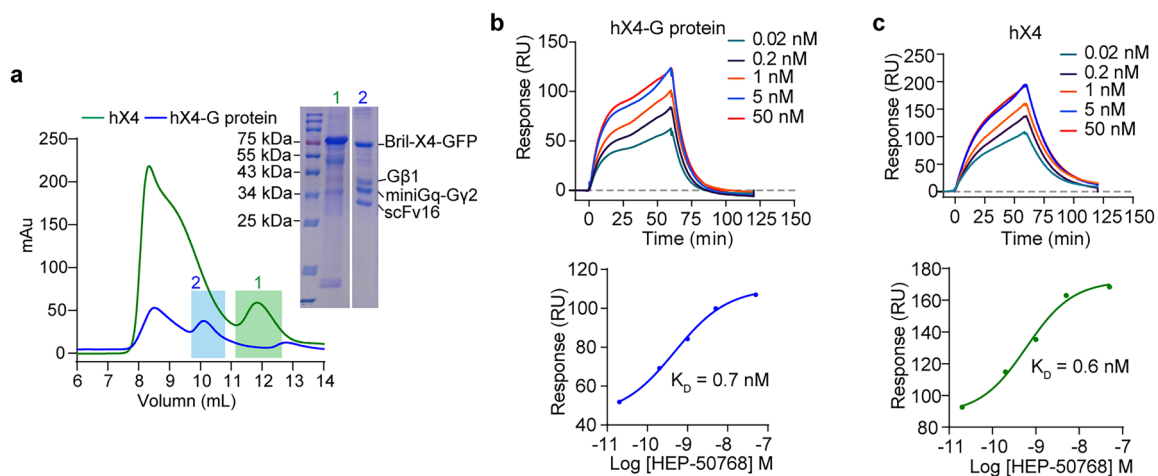 a
hX4
hX4-G protein
250
200
150
100
50
0
mAu
6 7 8 9 10 11 12 13 14
Volumn (mL)
2
1
1 2
75 kDa
55 kDa
43 kDa
34 kDa
25 kDa
Bril-X4-GFP
Gβ1
miniGq-Gγ2
scFv16
b
hX4-G protein
Response (RU)
150
100
50
0
0 25 50 75 100 125 150
Time (min)
0.02 nM
0.2 nM
1 nM
5 nM
50 nM
Response (RU)
120
100
80
60
40
-11 -10 -9 -8 -7
Log [HEP-50768] M
K_D = 0.7 nM
c
hX4
Response (RU)
250
200
150
100
50
0
0 25 50 75 100 125 150
Time (min)
0.02 nM
0.2 nM
1 nM
5 nM
50 nM
Response (RU)
180
160
140
120
100
80
-11 -10 -9 -8 -7
Log [HEP-50768] M
K_D = 0.6 nM